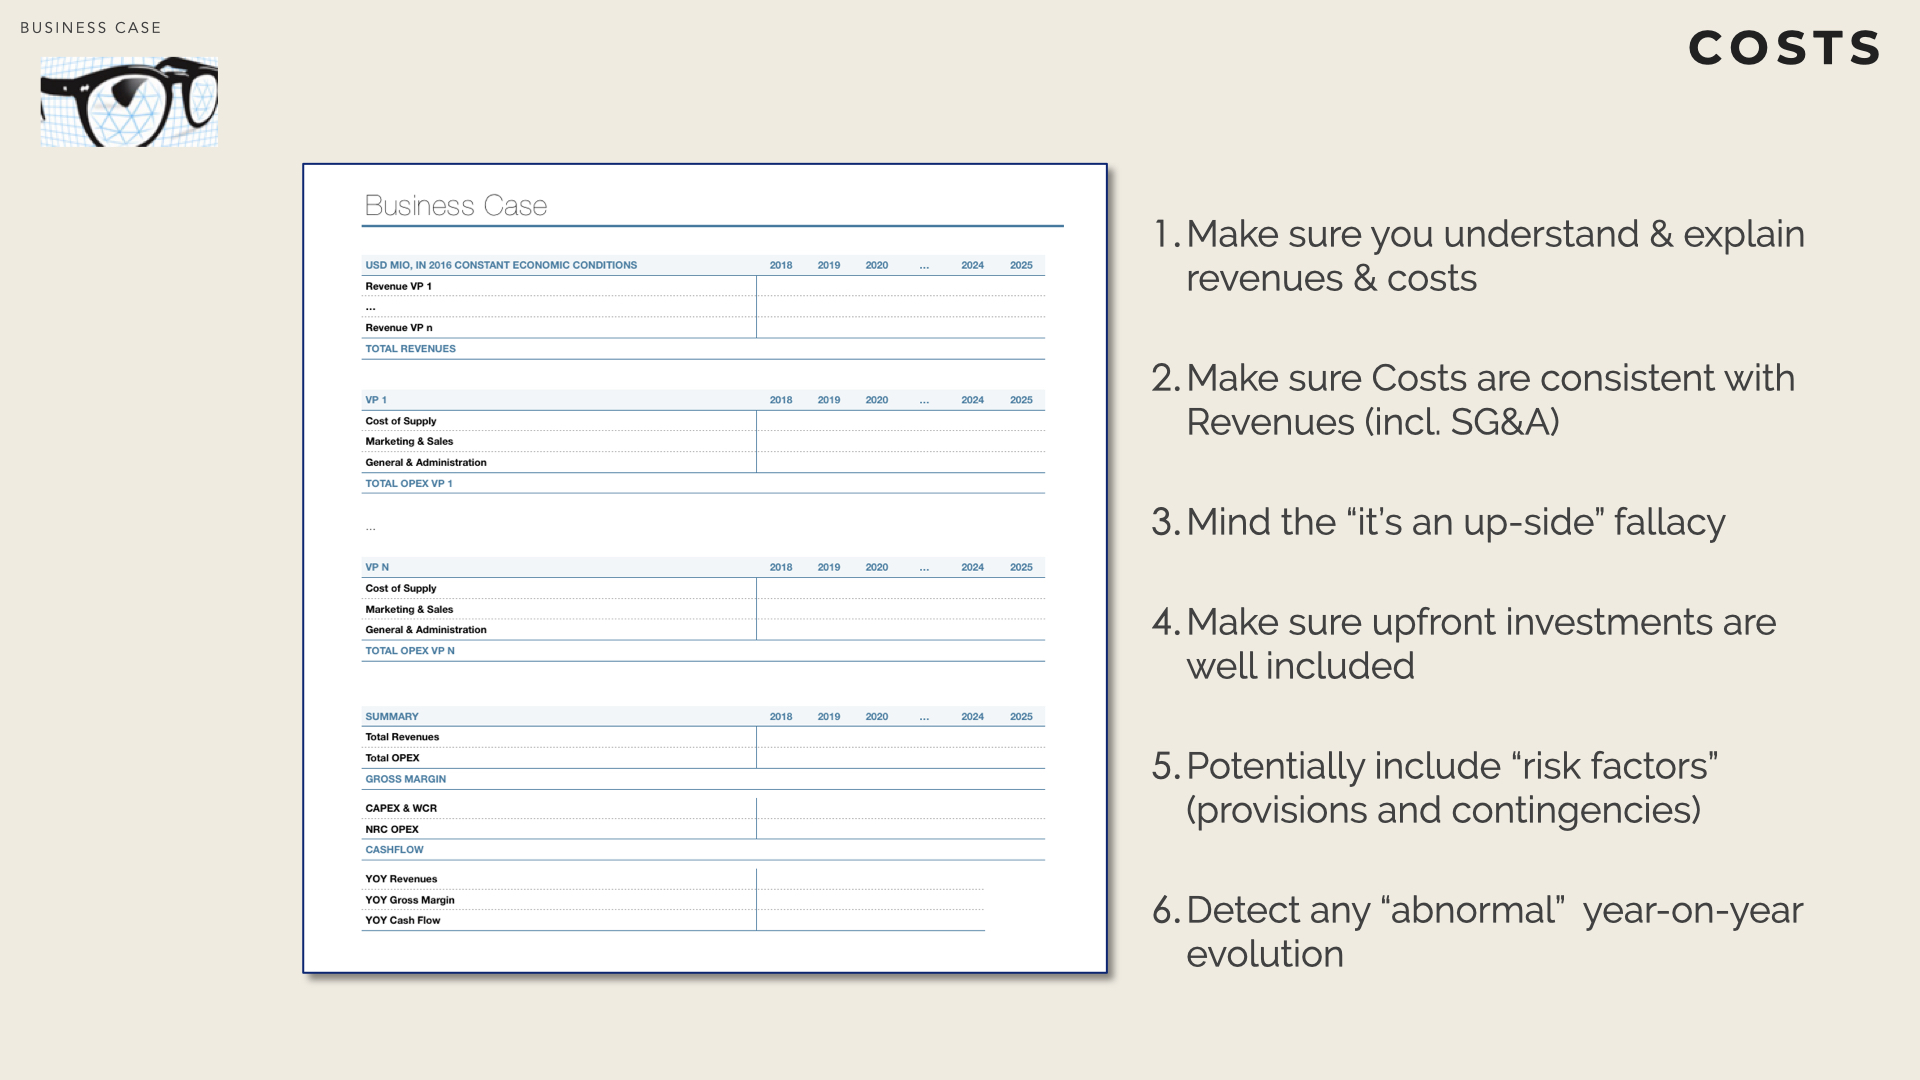 BUSINESS CASE
COSTS
Business Case
USD MIO, IN 2016 CONSTANT ECONOMIC CONDITIONS 2018 2019 2020 ... 2024 2025
Revenue VP 1
...
Revenue VP n
TOTAL REVENUES
VP 1 2018 2019 2020 ... 2024 2025
Cost of Supply
Marketing & Sales
General & Administration
TOTAL OPEX VP 1
...
VP N 2018 2019 2020 ... 2024 2025
Cost of Supply
Marketing & Sales
General & Administration
TOTAL OPEX VP N
SUMMARY 2018 2019 2020 ... 2024 2025
Total Revenues
Total OPEX
GROSS MARGIN
CAPEX & WCR
NRC OPEX
CASHFLOW
YOY Revenues
YOY Gross Margin
YOY Cash Flow
1. Make sure you understand & explain
revenues & costs
2. Make sure Costs are consistent with
Revenues (incl. SG&A)
3. Mind the “it’s an up-side” fallacy
4. Make sure upfront investments are
well included
5. Potentially include “risk factors”
(provisions and contingencies)
6. Detect any “abnormal” year-on-year
evolution